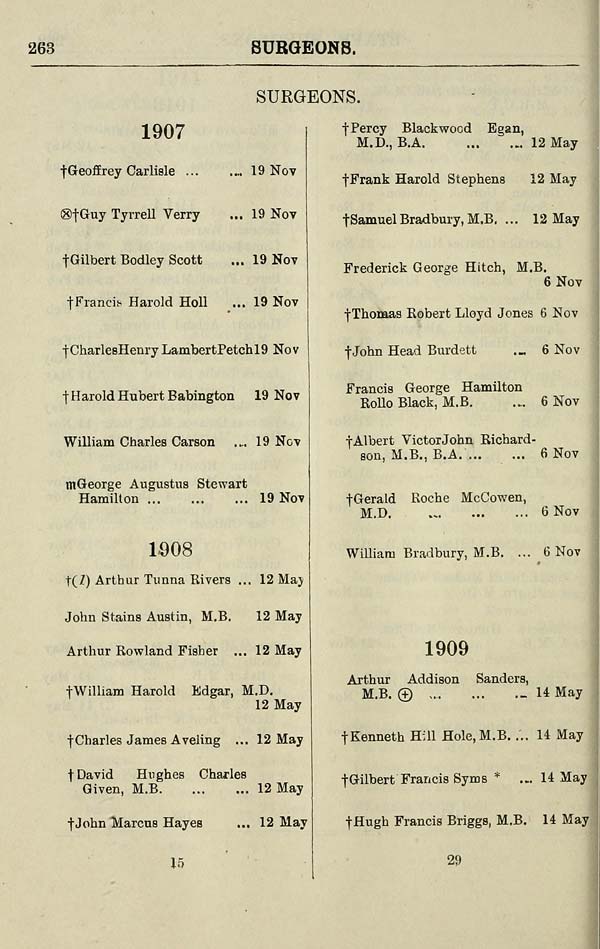 263 SURGEONS.
SURGEONS.
1907
†Geoffrey Carlisle ... ... 19 Nov
⊗†Guy Tyrrell Verry ... 19 Nov
†Gilbert Bodley Scott ... 19 Nov
†Francis Harold Holl ... 19 Nov
†CharlesHenry LambertPetch19 Nov
†Harold Hubert Babington 19 Nov
William Charles Carson ... 19 Nov
mGeorge Augustus Stewart
Hamilton ... ... ... 19 Nov
1908
†(l) Arthur Tunna Rivers ... 12 May
John Stains Austin, M.B. 12 May
Arthur Rowland Fisher ... 12 May
†William Harold Edgar, M.D.
12 May
†Charles James Aveling ... 12 May
†David Hughes Charles
Given, M.B. ... ... 12 May
†John Marcus Hayes ... 12 May
15
†Percy Blackwood Egan,
M.D., B.A. ... ... 12 May
†Frank Harold Stephens 12 May
†Samuel Bradbury, M.B. ... 12 May
Frederick George Hitch, M.B.
6 Nov
†Thomas Robert Lloyd Jones 6 Nov
†John Head Burdett ... 6 Nov
Francis George Hamilton
Rollo Black, M.B. ... 6 Nov
†Albert VictorJohn Richard-
son, M.B., B.A. ... ... 6 Nov
†Gerald Roche McCowen,
M.D. ... ... ... 6 Nov
William Bradbury, M.B. ... 6 Nov
1909
Arthur Addison Sanders,
M.B. ⊕ ... ... ... 14 May
†Kenneth Hill Hole, M.B. ... 14 May
†Gilbert Francis Syms * ... 14 May
†Hugh Francis Briggs, M.B. 14 May
29